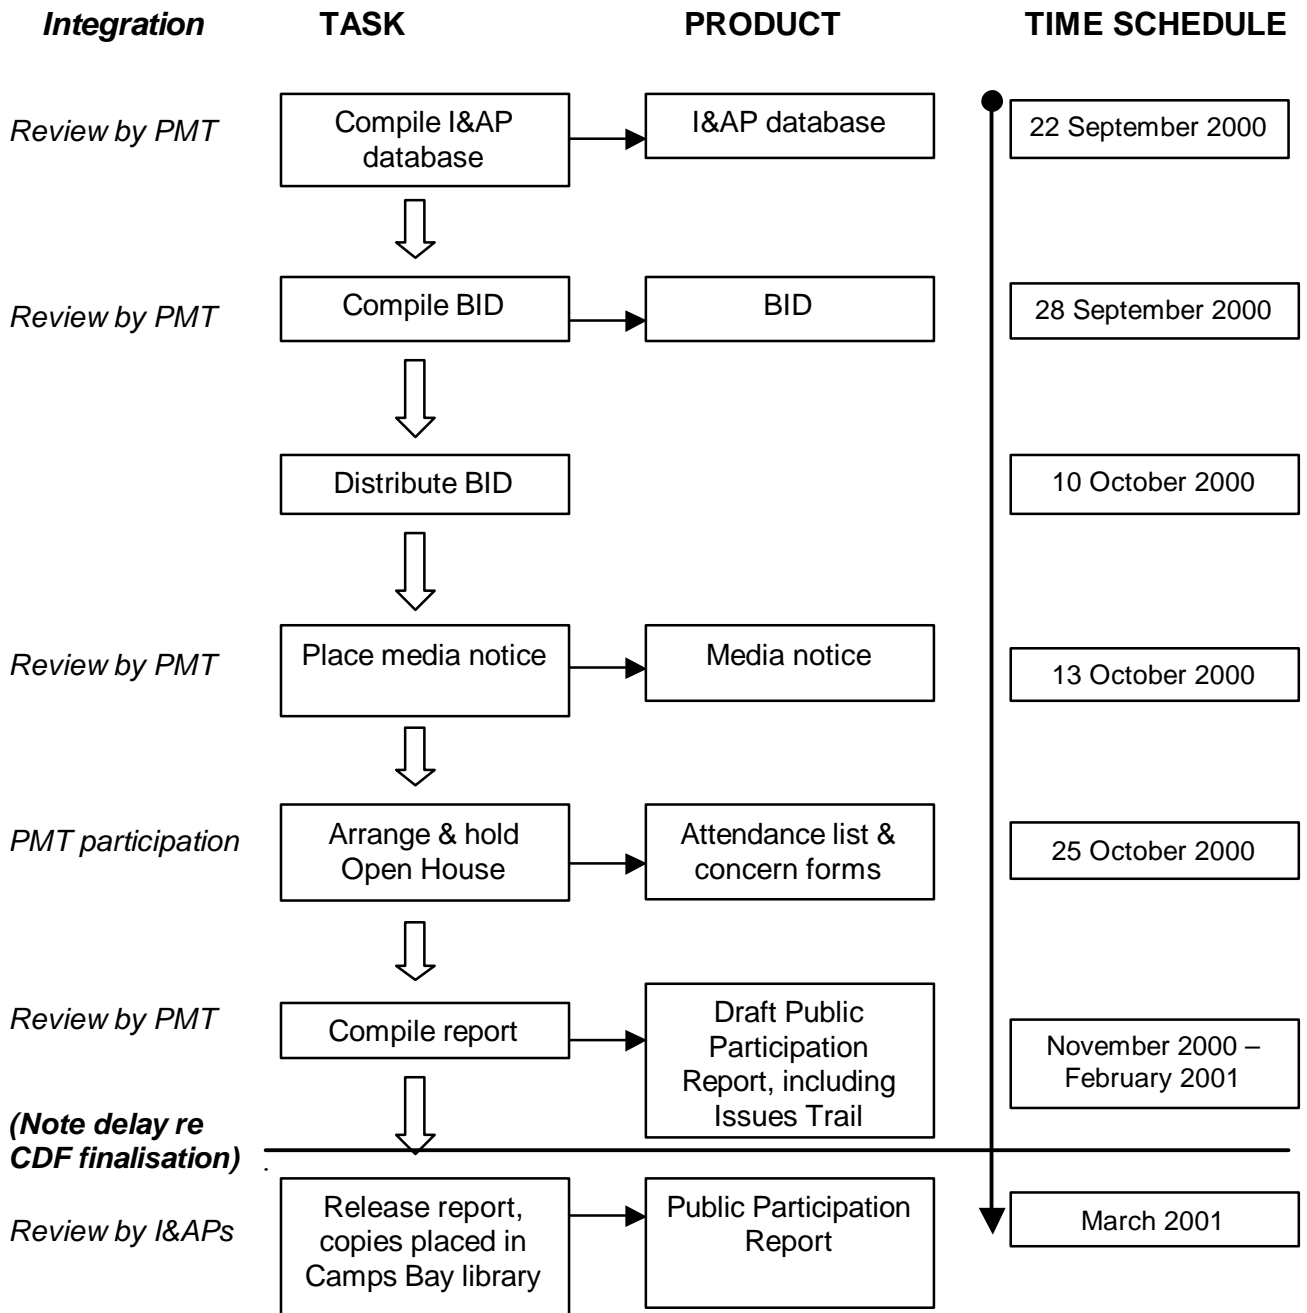 Integration TASK PRODUCT TIME SCHEDULE
Review by PMT
Compile I&AP
database
I&AP database
22 September 2000
Review by PMT
Compile BID
BID
28 September 2000
Distribute BID
10 October 2000
Review by PMT
Place media notice
Media notice
13 October 2000
PMT participation
Arrange & hold
Open House
Attendance list &
concern forms
25 October 2000
Review by PMT
Compile report
Draft Public
Participation
Report, including
Issues Trail
November 2000 –
February 2001
(Note delay re
CDF finalisation)
.
Review by I&APs
Release report,
copies placed in
Camps Bay library
Public Participation
Report
March 2001